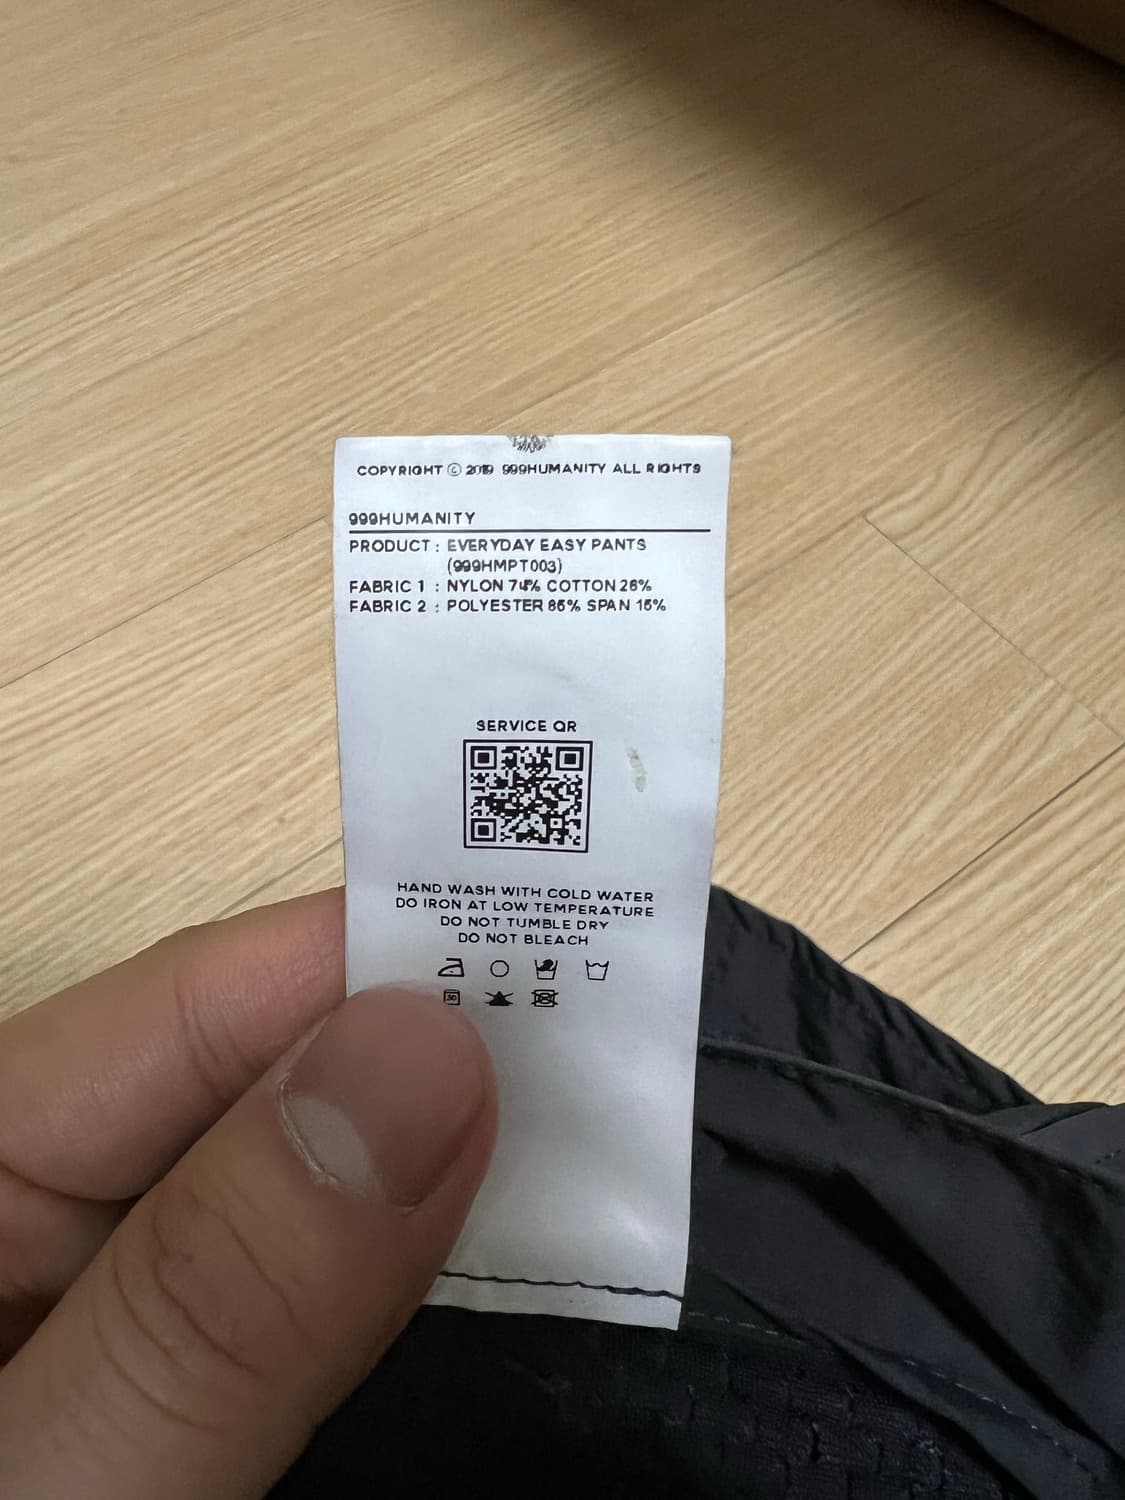 COPYRIGHT © 2019 999HUMANITY ALL RIGHTS
999HUMANITY
PRODUCT : EVERYDAY EASY PANTS
(999HMPT003)
FABRIC 1 : NYLON 74% COTTON 26%
FABRIC 2 : POLYESTER 85% SPAN 15%
SERVICE QR
HAND WASH WITH COLD WATER
DO IRON AT LOW TEMPERATURE
DO NOT TUMBLE DRY
DO NOT BLEACH
30